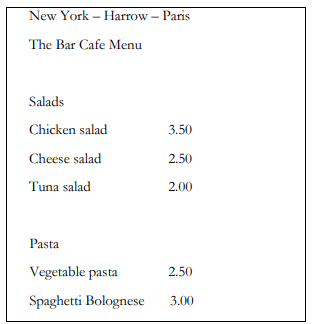 New York – Harrow – Paris
The Bar Cafe Menu
Salads
Chicken salad 3.50
Cheese salad 2.50
Tuna salad 2.00
Pasta
Vegetable pasta 2.50
Spaghetti Bolognese 3.00